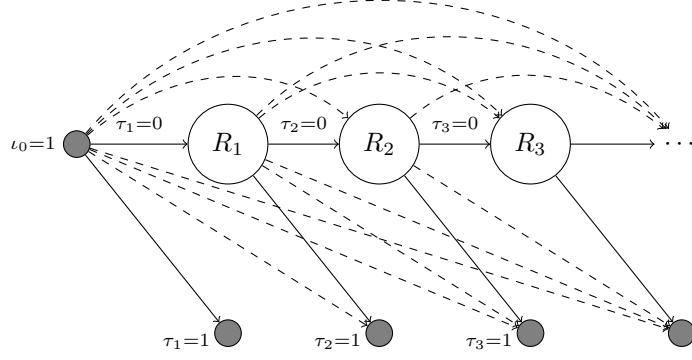 τ₁=0 τ₂=0 τ₃=0
ι₀=1 R₁ R₂ R₃ ···
τ₁=1 τ₂=1 τ₃=1